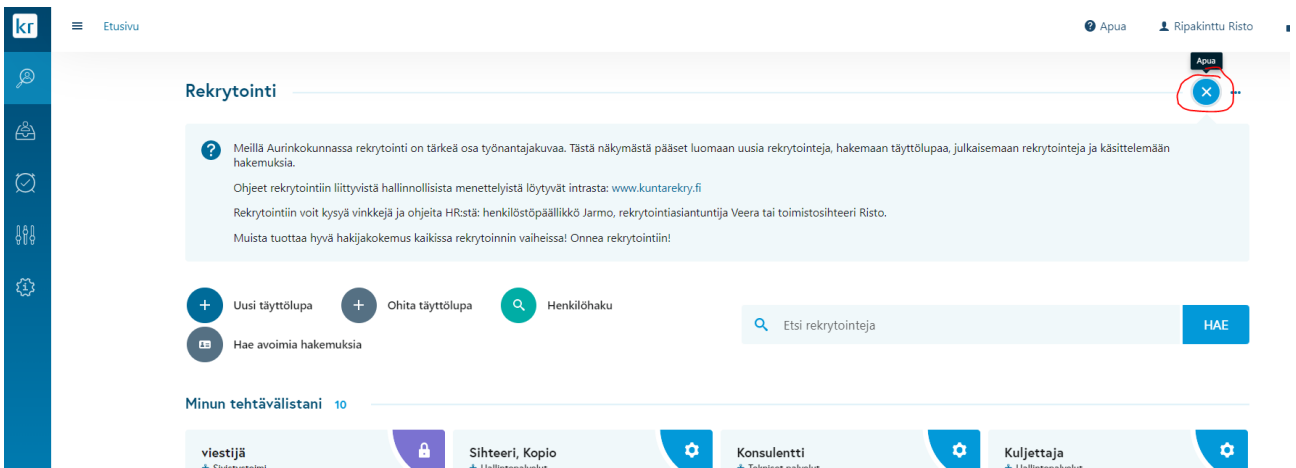 kr
Etusivu
Apua
Ripakinttu Risto
Apua
Rekrytointi
Meillä Aurinkokunnassa rekrytointi on tärkeä osa työnantajakuvaa. Tästä näkymästä pääset luomaan uusia rekrytointeja, hakemaan täyttölupaa, julkaisemaan rekrytointeja ja käsittelemään
hakemuksia.
Ohjeet rekrytointiin liittyvistä hallinnollisista menettelyistä löytyvät intrasta: www.kuntarekry.fi
Rekrytointiin voit kysyä vinkkejä ja ohjeita HR:stä: henkilöstöpäällikkö Jarmo, rekrytointiasiantuntija Veera tai toimistosihteeri Risto.
Muista tuottaa hyvä hakijakokemus kaikissa rekrytoinnin vaiheissa! Onnea rekrytointiin!
Uusi täyttölupa
Ohita täyttölupa
Henkilöhaku
Etsi rekrytointeja
HAE
Hae avoimia hakemuksia
Minun tehtävälistani 10
viestijä
Sihteeri, Kopio
Konsulentti
Kuljettaja